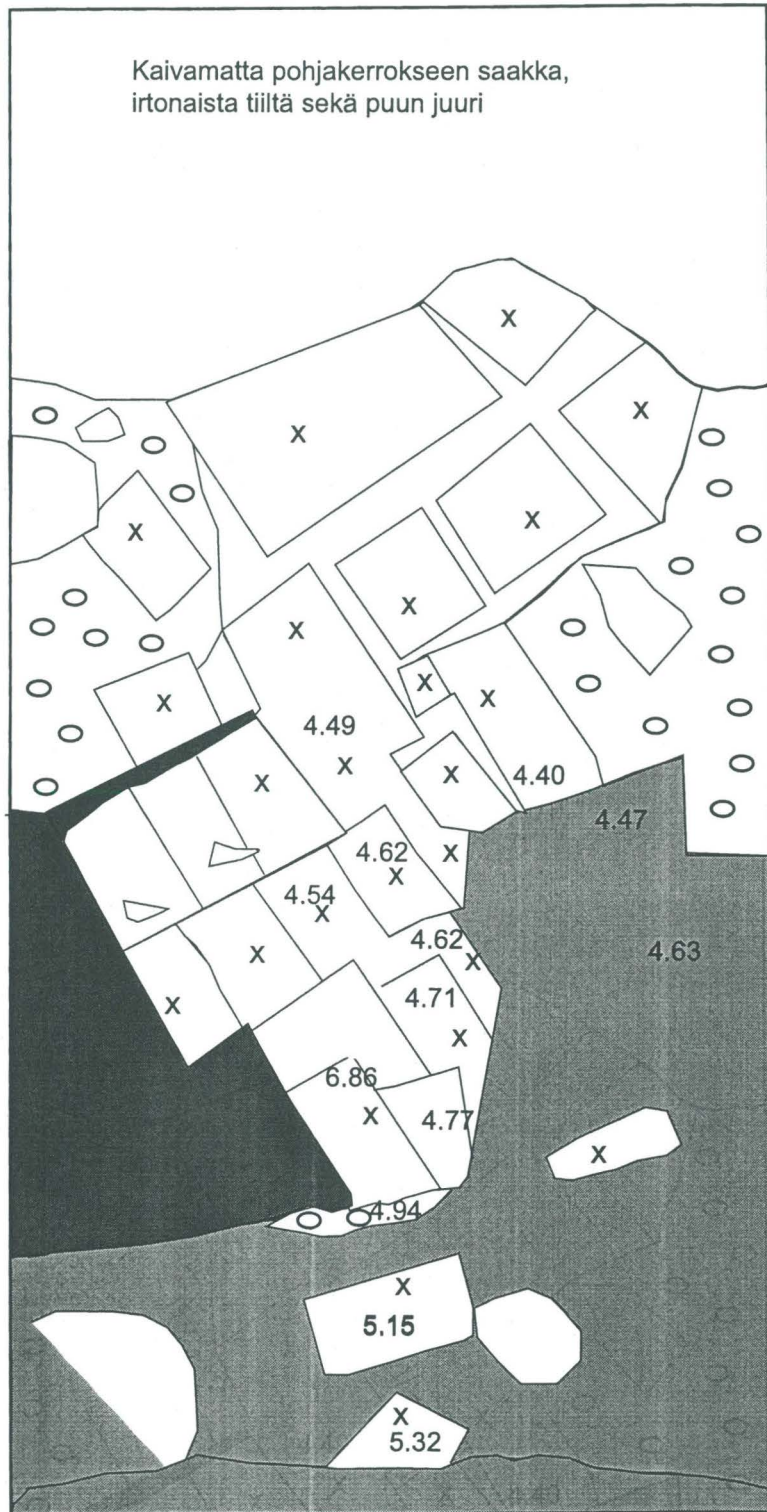 Kaivamatta pohjakerrokseen saakka,
irtonaista tiiltä sekä puun juuri
X
X
X
X
X
X
X
X
X
X
4.49
X
X
X
4.40
4.47
4.62
X
X
4.54
X
4.62
4.63
X
X
4.71
X
X
6.86
X
4.77
X
4.94
X
5.15
X
5.32